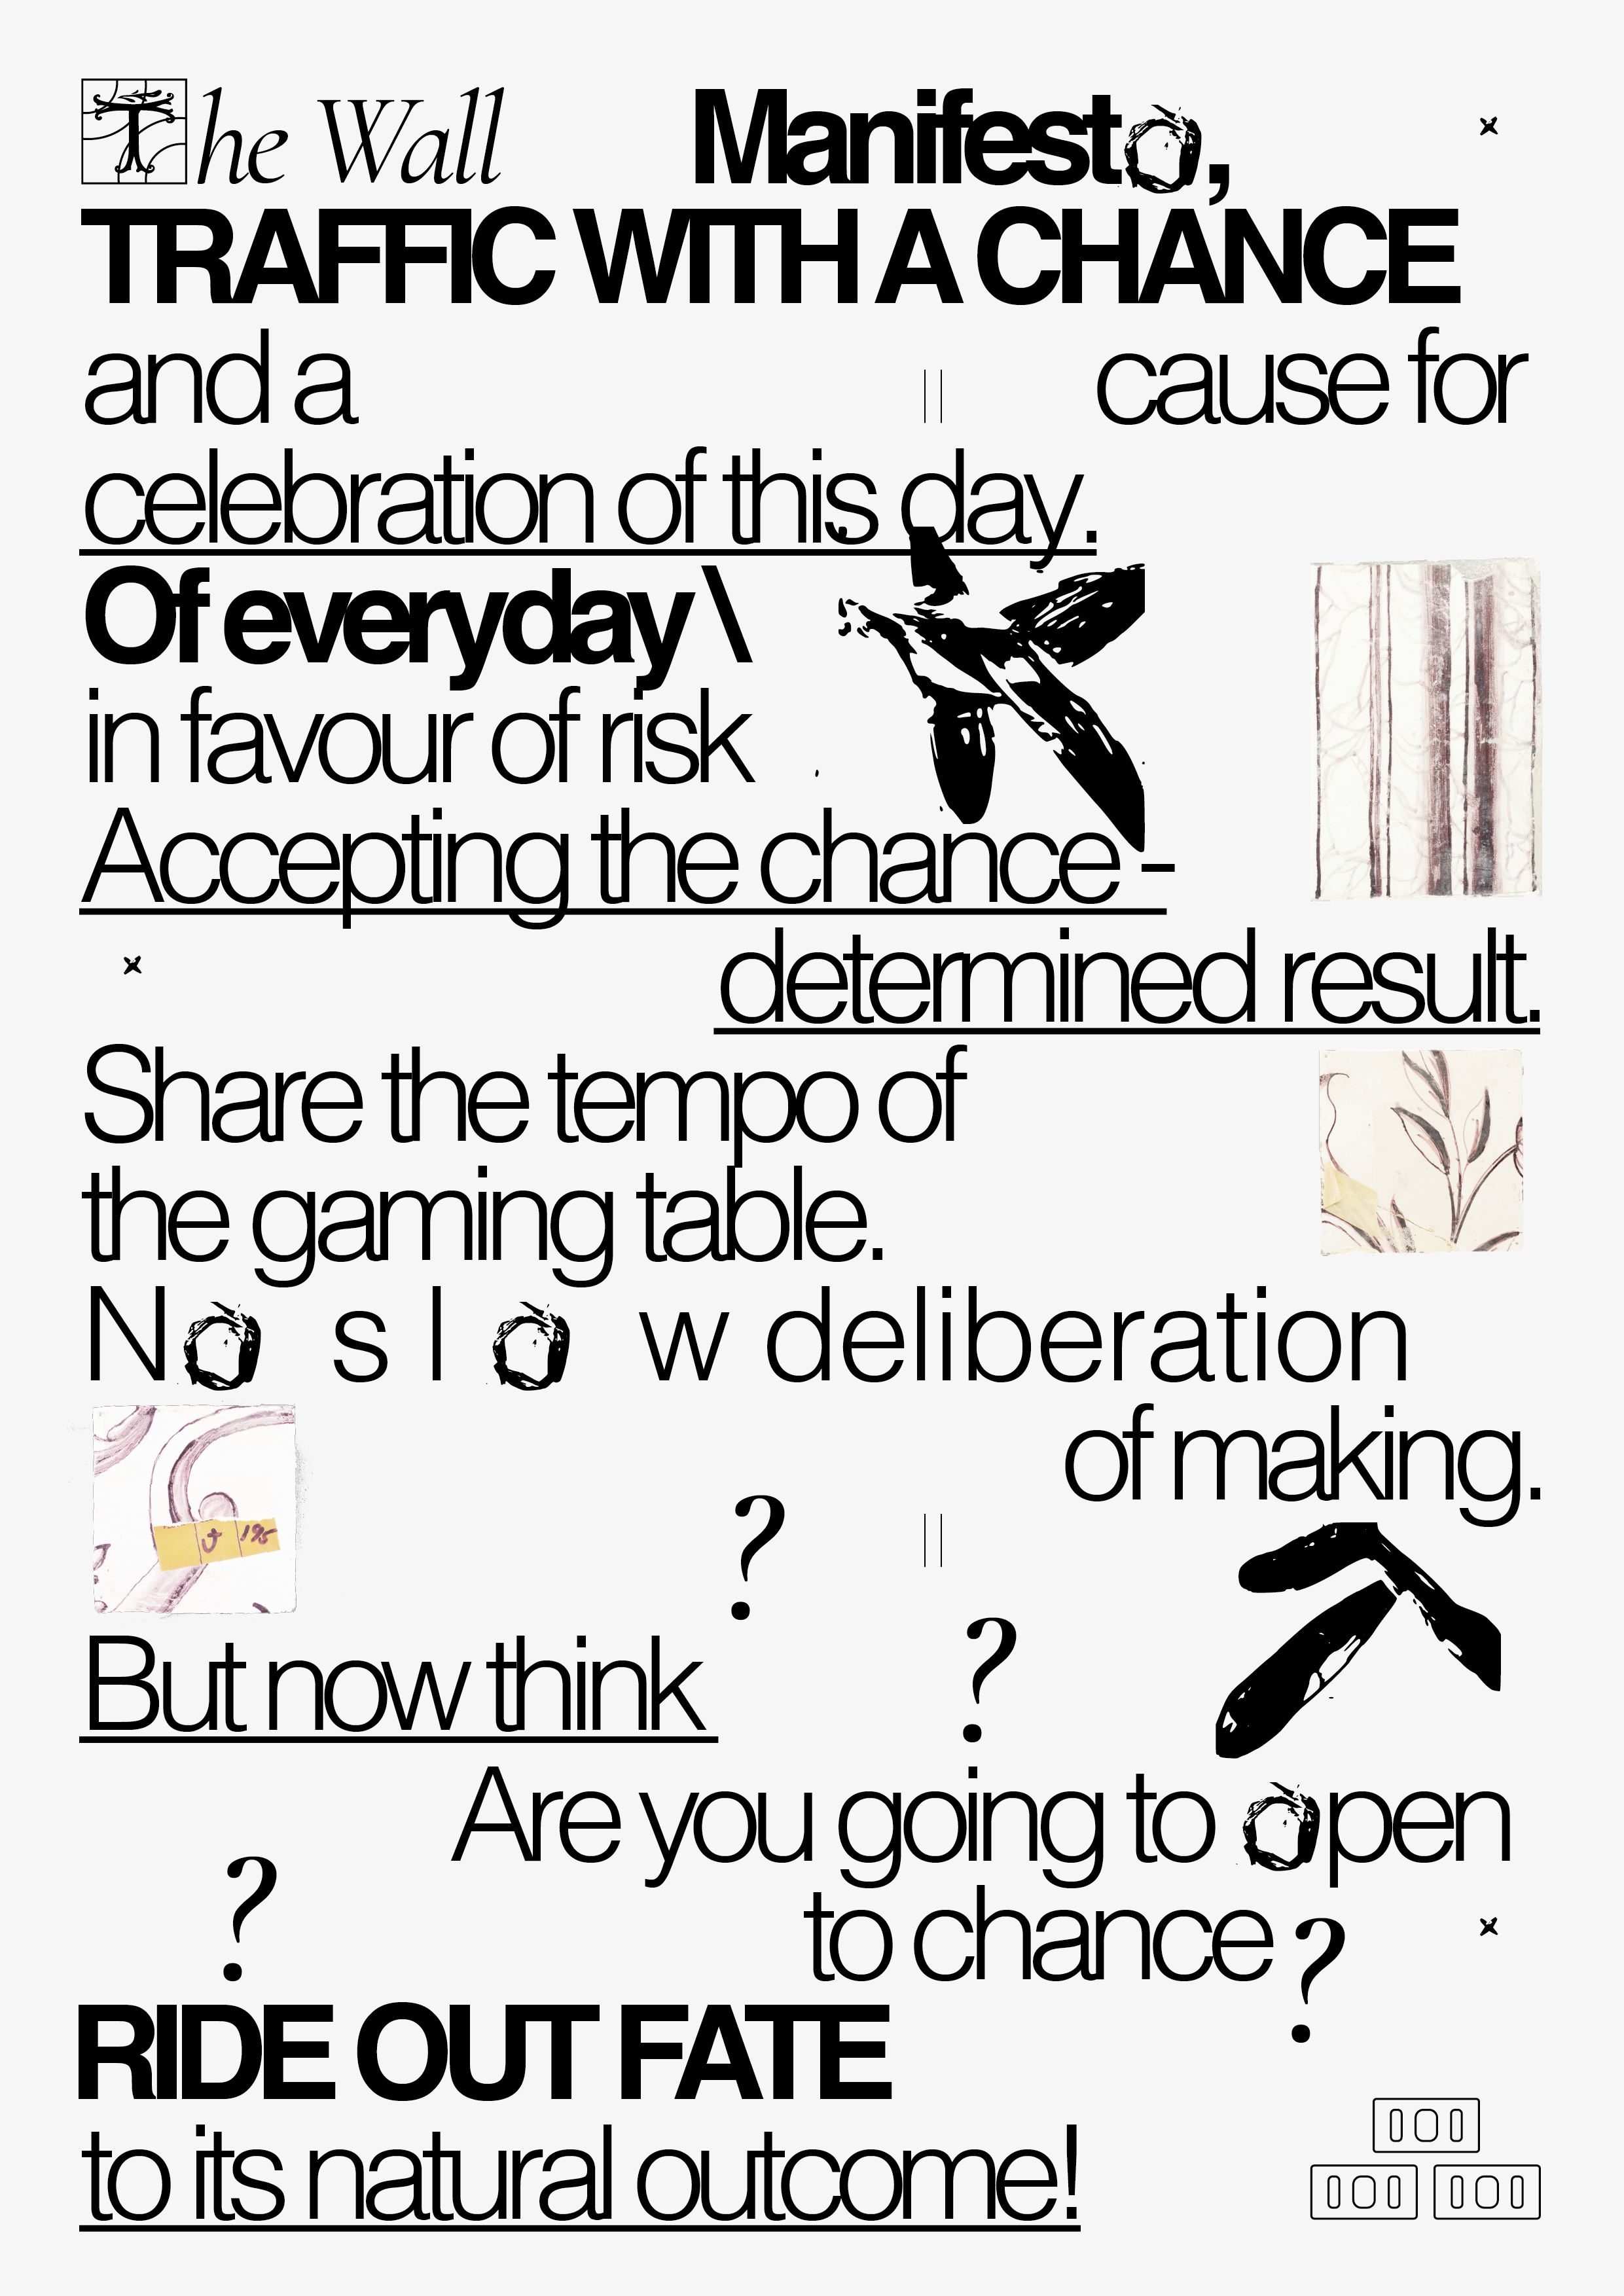 The Wall Manifesto,
TRAFFIC WITH A CHANCE
and a cause for
celebration of this day.
Of everyday \
in favour of risk
Accepting the chance -
determined result.
Share the tempo of
the gaming table.
No slow deliberation
of making.
?
?
But now think
Are you going to open
?
to chance?
RIDE OUT FATE
to its natural outcome!